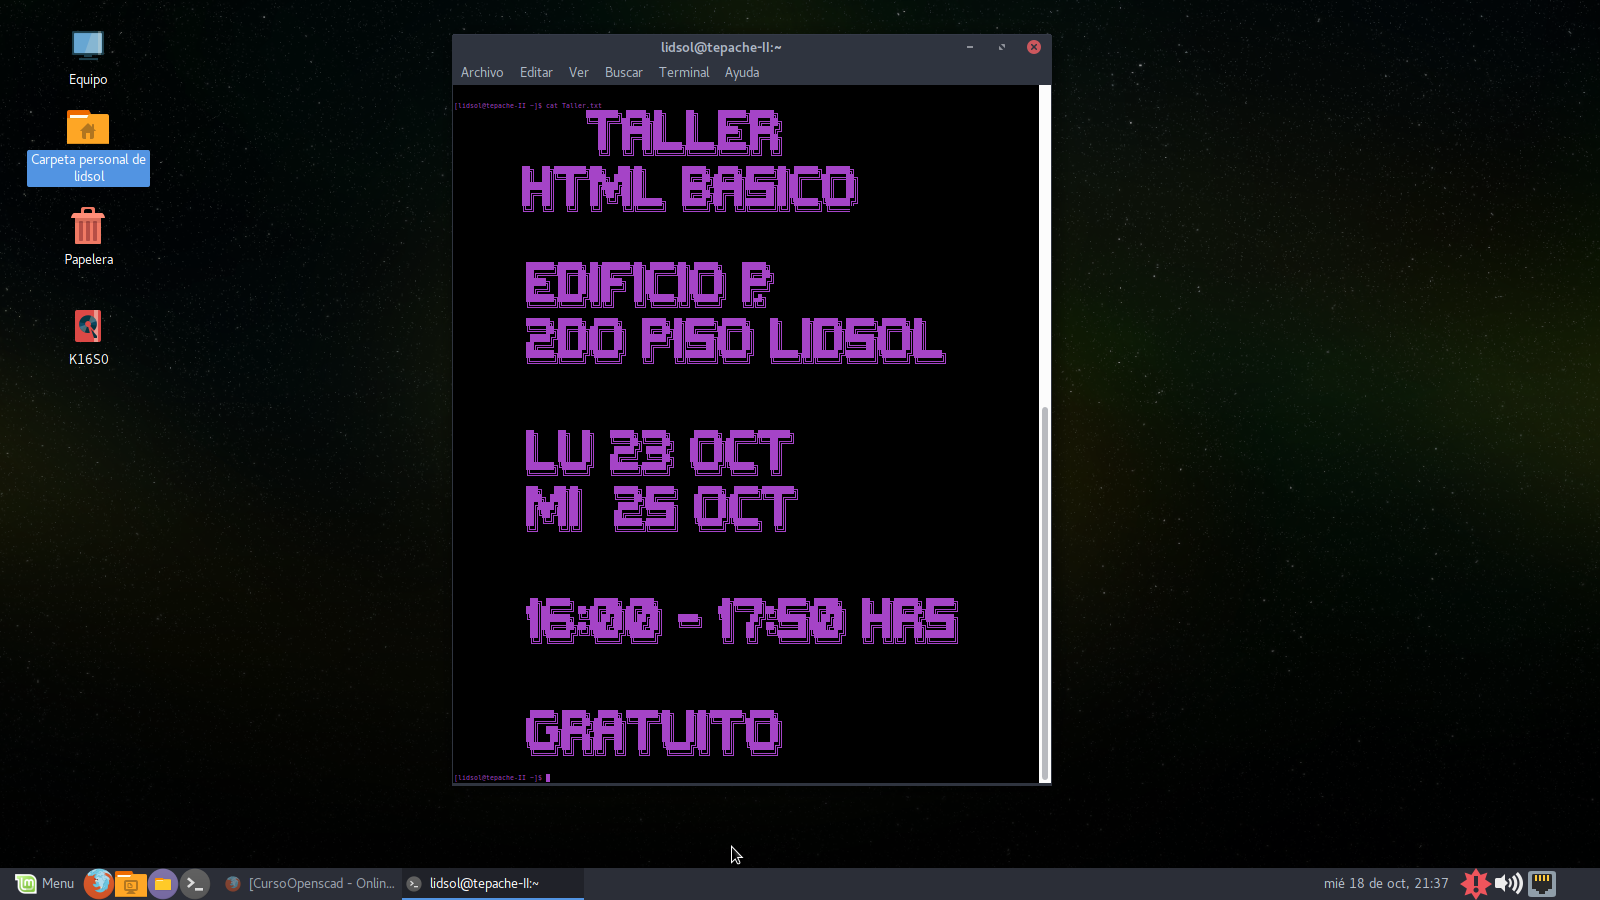 Equipo
Carpeta personal de
lidsol
Papelera
K16S0
lidsol@tepache-II:~
Archivo Editar Ver Buscar Terminal Ayuda
[lidsol@tepache-II ~]$ cat Taller.txt
TALLER
HTML BASICO
EDIFICIO P
2DO PISO LIDSOL
LU 23 OCT
MI 25 OCT
16:00 - 17:50 HRS
GRATUITO
[lidsol@tepache-II ~]$
Menu [CursoOpenscad - Onlin... lidsol@tepache-II:~ mié 18 de oct, 21:37